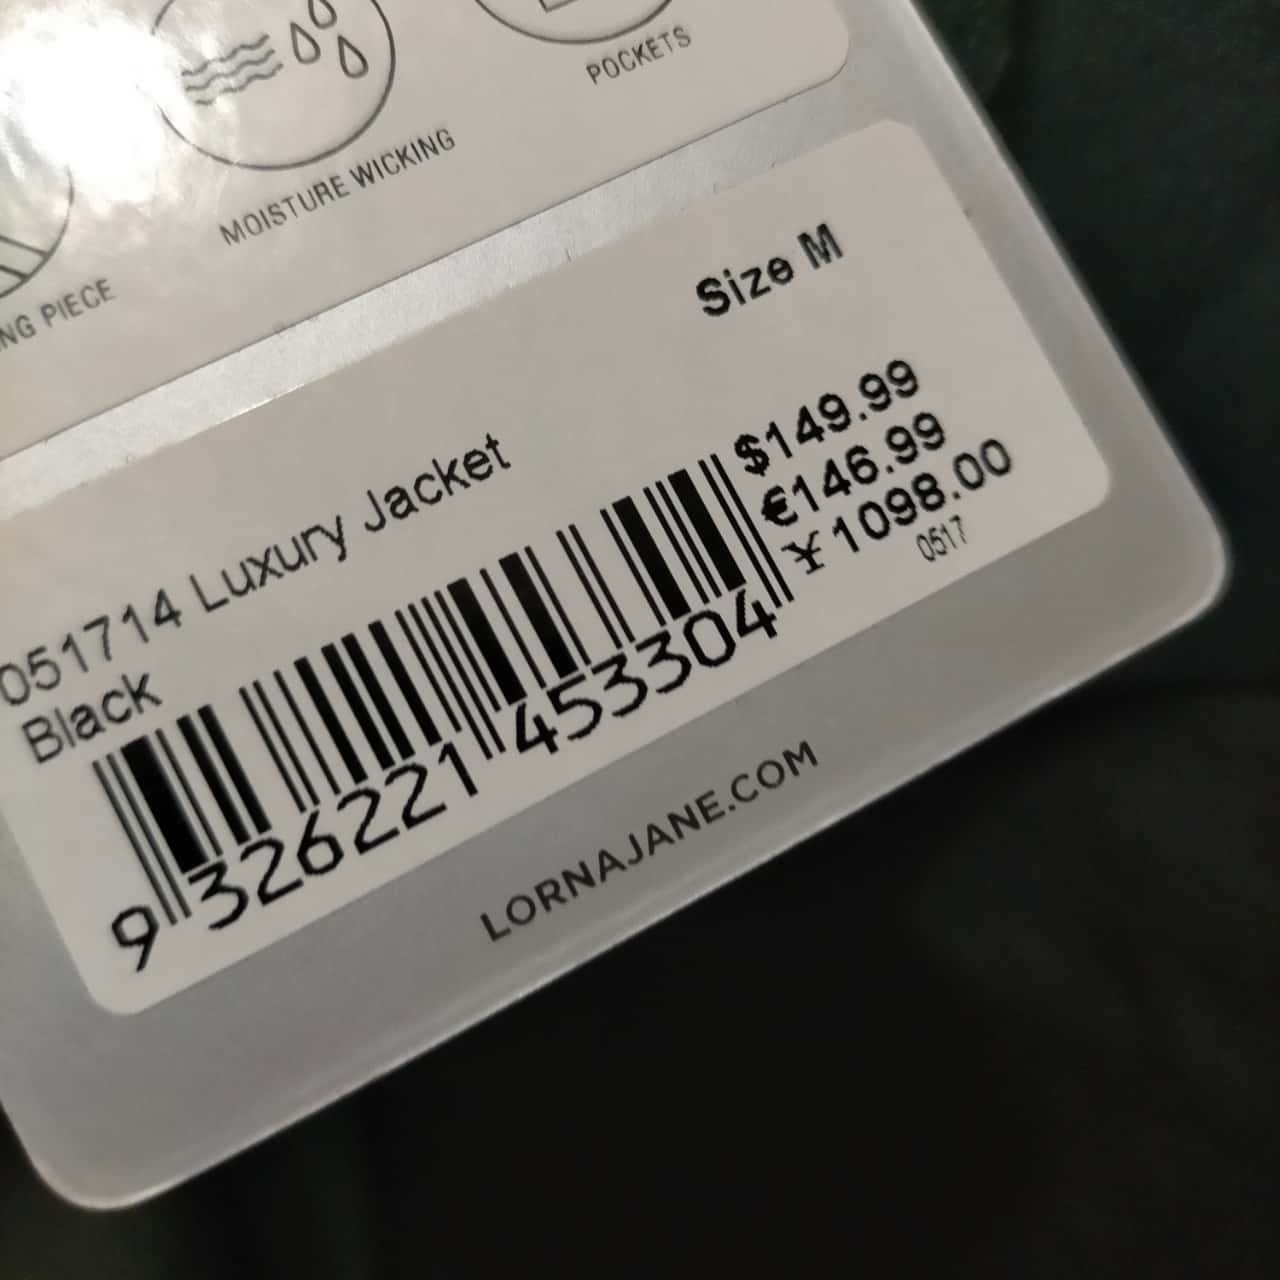 POCKETS
MOISTURE WICKING
NG PIECE
Size M
$149.99
€146.99
¥1098.00
0517
051714 Luxury Jacket
Black
9 326221 453304
LORNAJANE.COM